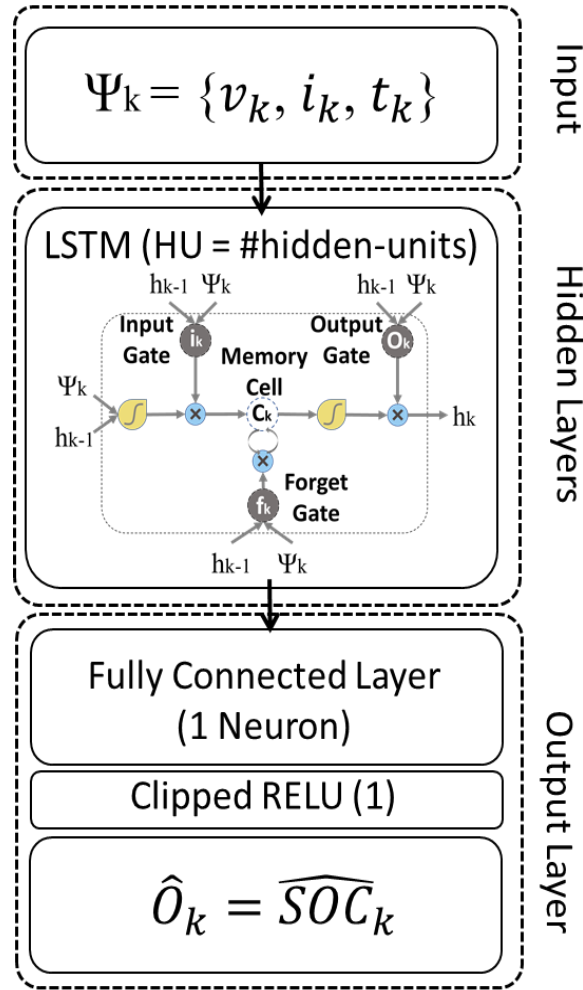 Ψk = {vk, ik, tk}
Input
LSTM (HU = #hidden-units)
hk-1 Ψk
hk-1 Ψk
Input
Gate
ik
Output
Gate
Ok
Memory
Cell
Ψk
hk-1
×
Ck
×
hk
×
Forget
Gate
fk
hk-1 Ψk
Hidden Layers
Fully Connected Layer
(1 Neuron)
Clipped RELU (1)
Ôk = \widehat{SOC}k
Output Layer